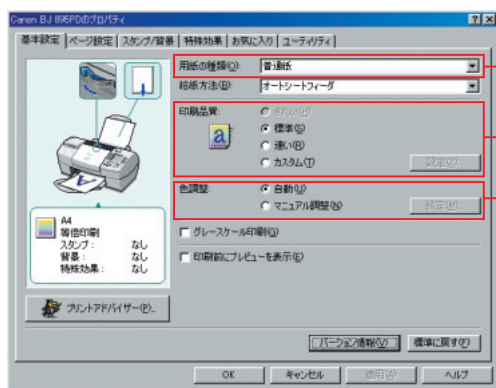 Canon BJ 895PDのプロパティ
基本設定 ページ設定 スタンプ/背景 特殊効果 お気に入り ユーティリティ
用紙の種類(Q): 普通紙
給紙方法(B): オートシートフィーダ
印刷品質: きれい(H)
標準(S)
速い(R)
カスタム(T) 設定(Z)...
色調整: 自動(U)
マニュアル調整(N) 設定(M)...
グレースケール印刷(G)
印刷前にプレビューを表示(E)
A4
等倍印刷
スタンプ: なし
背景: なし
特殊効果: なし
プリントアドバイザー(P)...
バージョン情報(V) 標準に戻す(F)
OK キャンセル 適用(A) ヘルプ